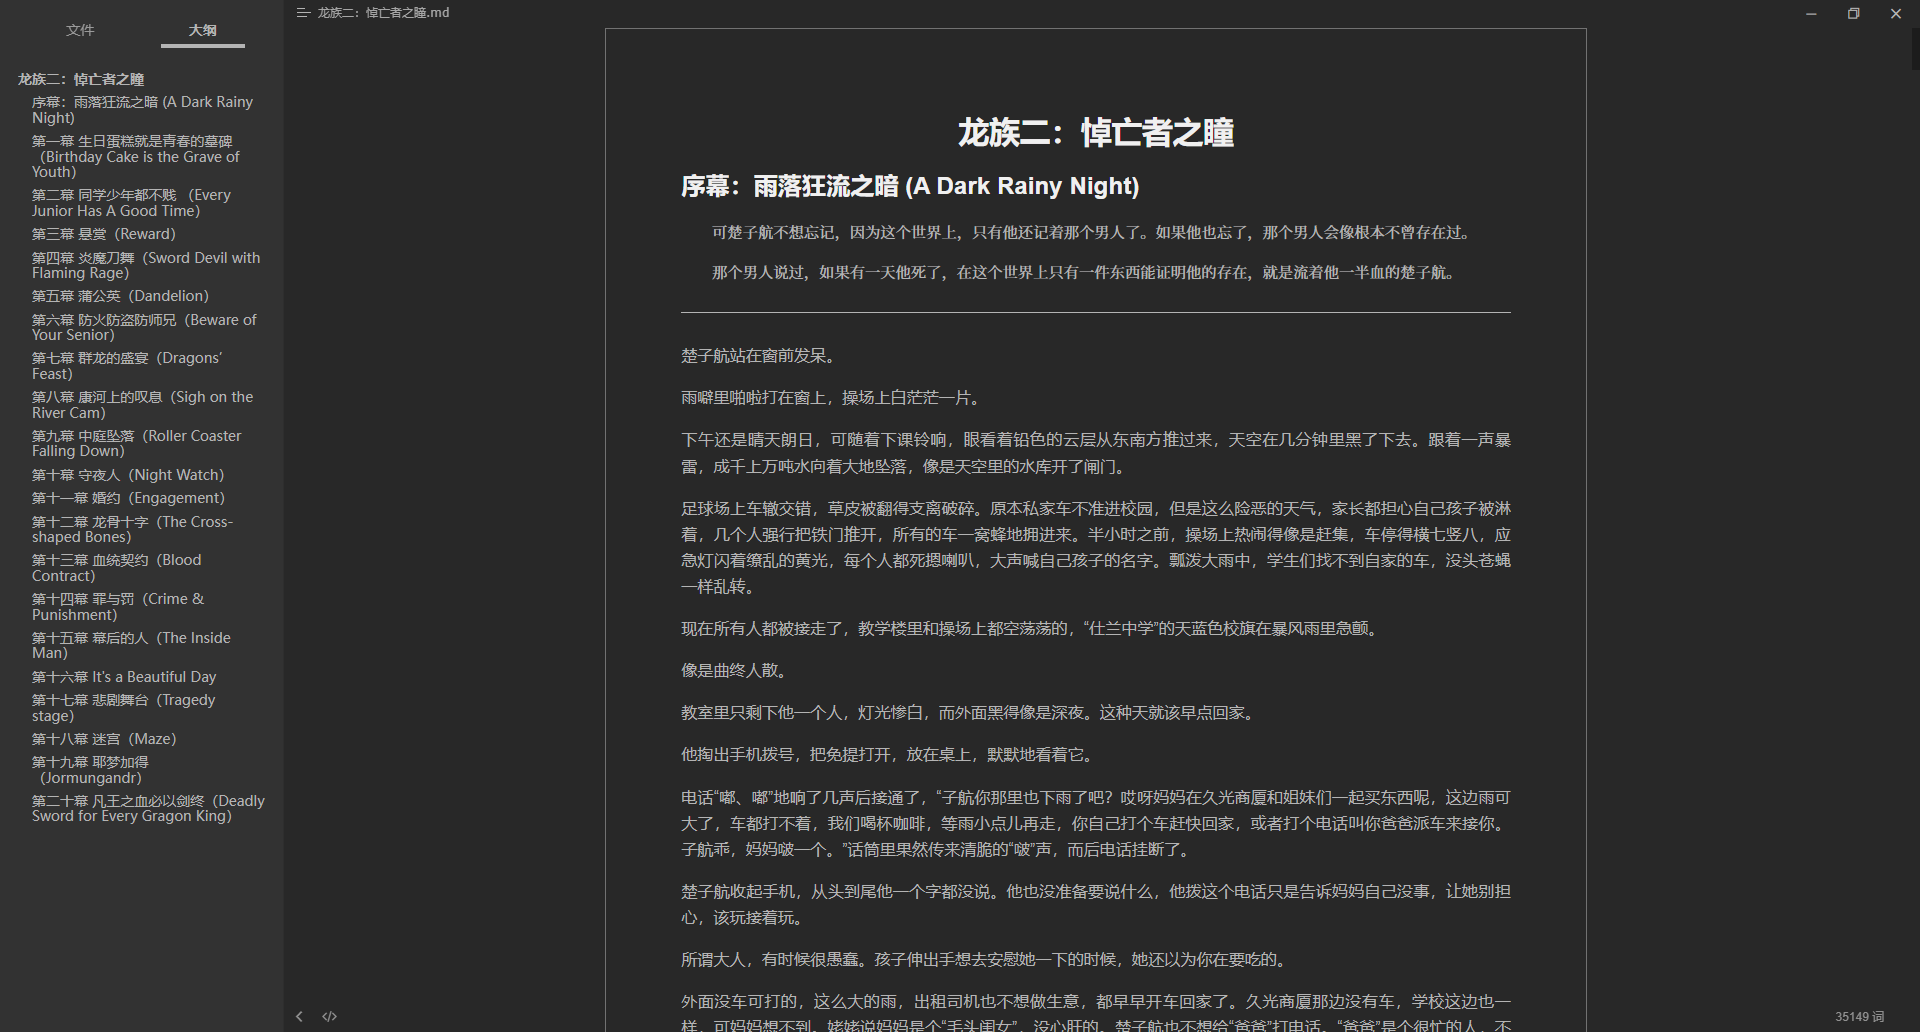 文件
大纲
龙族二：悼亡者之瞳
序幕：雨落狂流之暗 (A Dark Rainy
Night)
第一幕 生日蛋糕就是青春的墓碑
（Birthday Cake is the Grave of
Youth）
第二幕 同学少年都不贱 （Every
Junior Has A Good Time）
第三幕 悬赏（Reward）
第四幕 炎魔刀舞（Sword Devil with
Flaming Rage）
第五幕 蒲公英（Dandelion）
第六幕 防火防盗防师兄（Beware of
Your Senior）
第七幕 群龙的盛宴（Dragons’
Feast）
第八幕 康河上的叹息（Sigh on the
River Cam）
第九幕 中庭坠落（Roller Coaster
Falling Down）
第十幕 守夜人（Night Watch）
第十一幕 婚约（Engagement）
第十二幕 龙骨十字（The Cross-
shaped Bones）
第十三幕 血统契约（Blood
Contract）
第十四幕 罪与罚（Crime &
Punishment）
第十五幕 幕后的人（The Inside
Man）
第十六幕 It's a Beautiful Day
第十七幕 悲剧舞台（Tragedy
stage）
第十八幕 迷宫（Maze）
第十九幕 耶梦加得
（Jormungandr）
第二十幕 凡王之血必以剑终（Deadly
Sword for Every Gragon King）
龙族二：悼亡者之瞳.md
龙族二：悼亡者之瞳
序幕：雨落狂流之暗 (A Dark Rainy Night)
可楚子航不想忘记，因为这个世界上，只有他还记着那个男人了。如果他也忘了，那个男人会像根本不曾存在过。
那个男人说过，如果有一天他死了，在这个世界上只有一件东西能证明他的存在，就是流着他一半血的楚子航。
楚子航站在窗前发呆。
雨噼里啪啦打在窗上，操场上白茫茫一片。
下午还是晴天朗日，可随着下课铃响，眼看着铅色的云层从东南方推过来，天空在几分钟里黑了下去。跟着一声暴
雷，成千上万吨水向着大地坠落，像是天空里的水库开了闸门。
足球场上车辙交错，草皮被翻得支离破碎。原本私家车不准进校园，但是这么险恶的天气，家长都担心自己孩子被淋
着，几个人强行把铁门推开，所有的车一窝蜂地拥进来。半小时之前，操场上热闹得像是赶集，车停得横七竖八，应
急灯闪着缭乱的黄光，每个人都死摁喇叭，大声喊自己孩子的名字。瓢泼大雨中，学生们找不到自家的车，没头苍蝇
一样乱转。
现在所有人都被接走了，教学楼里和操场上都空荡荡的，“仕兰中学”的天蓝色校旗在暴风雨里急颤。
像是曲终人散。
教室里只剩下他一个人，灯光惨白，而外面黑得像是深夜。这种天就该早点回家。
他掏出手机拨号，把免提打开，放在桌上，默默地看着它。
电话“嘟、嘟”地响了几声后接通了，“子航你那里也下雨了吧？哎呀妈妈在久光商厦和姐妹们一起买东西呢，这边雨可
大了，车都打不着，我们喝杯咖啡，等雨小点儿再走，你自己打个车赶快回家，或者打个电话叫你爸爸派车来接你。
子航乖，妈妈啵一个。”话筒里果然传来清脆的“啵”声，而后电话挂断了。
楚子航收起手机，从头到尾他一个字都没说。他也没准备要说什么，他拨这个电话只是告诉妈妈自己没事，让她别担
心，该玩接着玩。
所谓大人，有时候很愚蠢。孩子伸出手想去安慰她一下的时候，她还以为你在要吃的。
外面没车可打的，这么大的雨，出租司机也不想做生意，都早早开车回家了。久光商厦那边没有车，学校这边也一
样，可妈妈想不到。姥姥说妈妈是个“毛头闺女”，没心肝的。楚子航也不想给“爸爸”打电话。“爸爸”是个很忙的人，不
35149 词